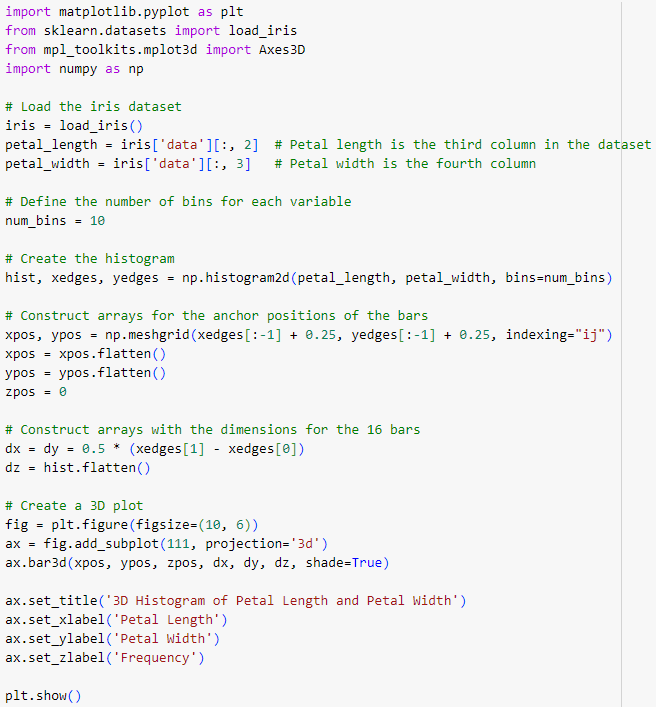 import matplotlib.pyplot as plt
from sklearn.datasets import load_iris
from mpl_toolkits.mplot3d import Axes3D
import numpy as np
# Load the iris dataset
iris = load_iris()
petal_length = iris['data'][:, 2]  # Petal length is the third column in the dataset
petal_width = iris['data'][:, 3]   # Petal width is the fourth column
# Define the number of bins for each variable
num_bins = 10
# Create the histogram
hist, xedges, yedges = np.histogram2d(petal_length, petal_width, bins=num_bins)
# Construct arrays for the anchor positions of the bars
xpos, ypos = np.meshgrid(xedges[:-1] + 0.25, yedges[:-1] + 0.25, indexing="ij")
xpos = xpos.flatten()
ypos = ypos.flatten()
zpos = 0
# Construct arrays with the dimensions for the 16 bars
dx = dy = 0.5 * (xedges[1] - xedges[0])
dz = hist.flatten()
# Create a 3D plot
fig = plt.figure(figsize=(10, 6))
ax = fig.add_subplot(111, projection='3d')
ax.bar3d(xpos, ypos, zpos, dx, dy, dz, shade=True)
ax.set_title('3D Histogram of Petal Length and Petal Width')
ax.set_xlabel('Petal Length')
ax.set_ylabel('Petal Width')
ax.set_zlabel('Frequency')
plt.show()